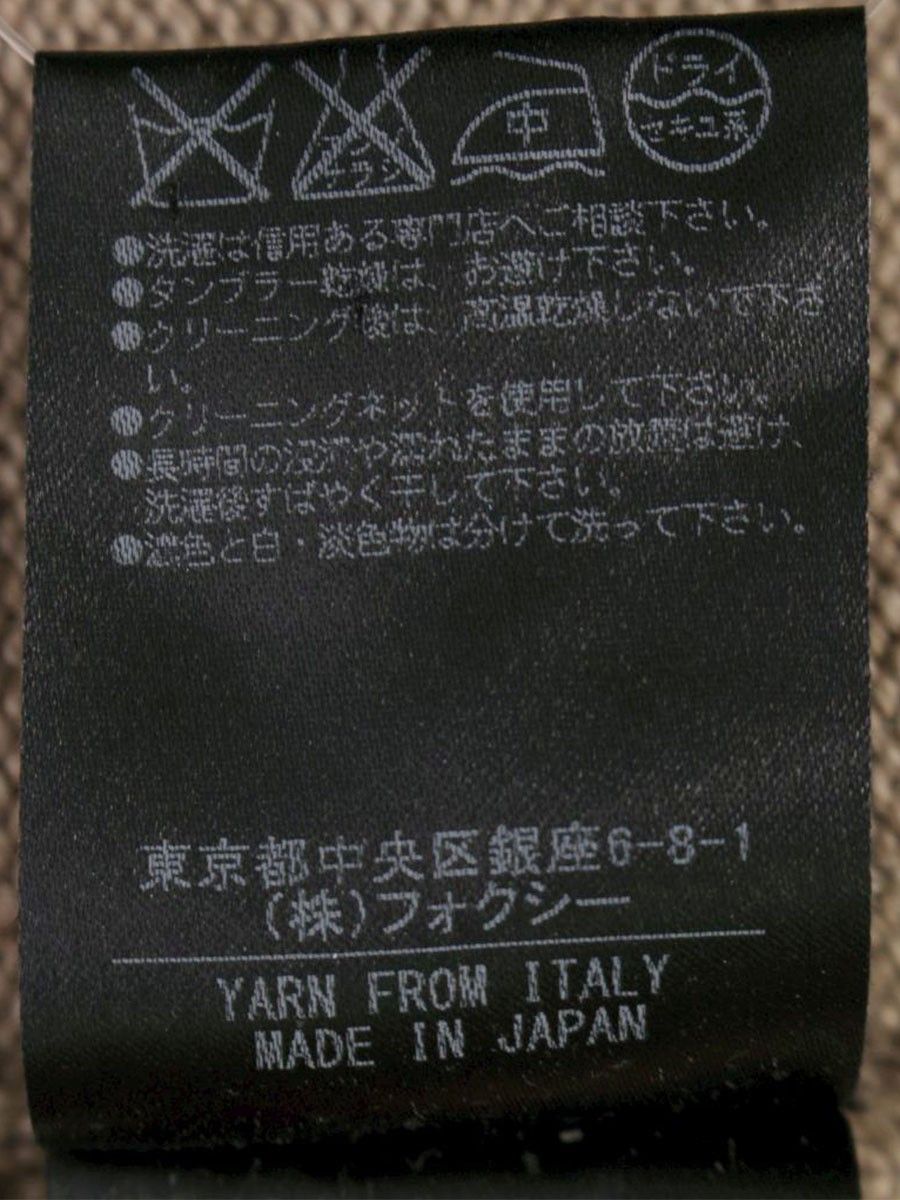 エンソ
サラシ
中
ドライ
セキユ系
●洗濯は信用ある専門店へご相談下さい。
●タンブラー乾燥は、お避け下さい。
●クリーニング後は、高温乾燥しないで下さ
い。
●クリーニングネットを使用して下さい。
●長時間の浸漬や濡れたままの放置は避け、
洗濯後すばやく干して下さい。
●濃色と白・淡色物は分けて洗って下さい。
東京都中央区銀座6-8-1
(株)フォクシー
YARN FROM ITALY
MADE IN JAPAN